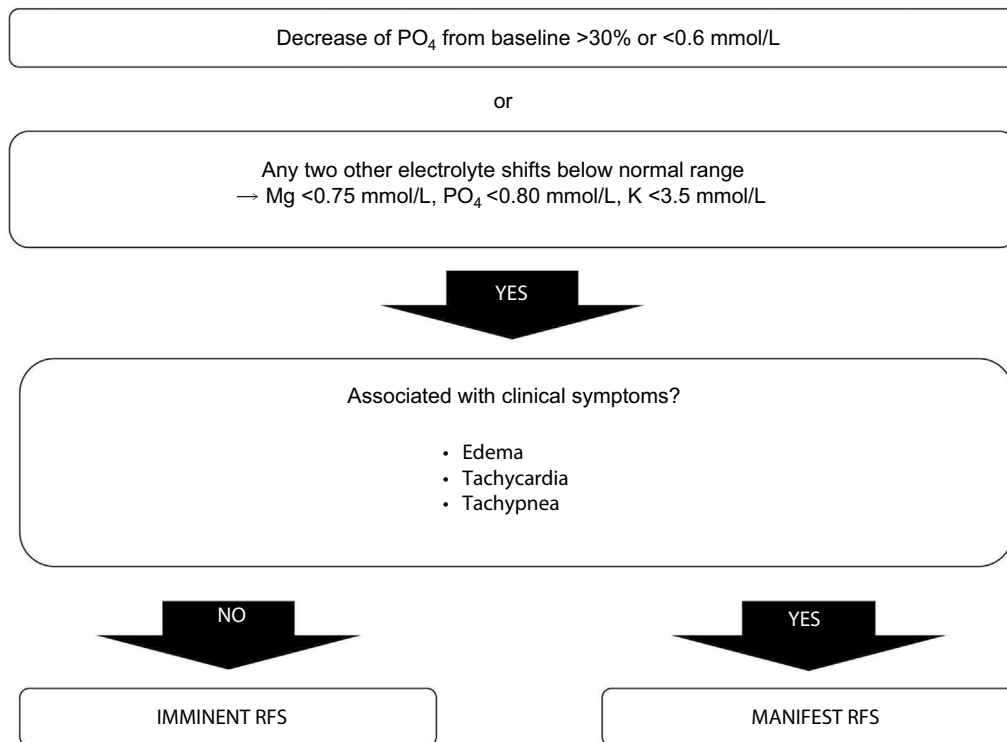 Decrease of PO₄ from baseline >30% or <0.6 mmol/L
or
Any two other electrolyte shifts below normal range
→ Mg <0.75 mmol/L, PO₄ <0.80 mmol/L, K <3.5 mmol/L
YES
Associated with clinical symptoms?
• Edema
• Tachycardia
• Tachypnea
NO
YES
IMMINENT RFS
MANIFEST RFS